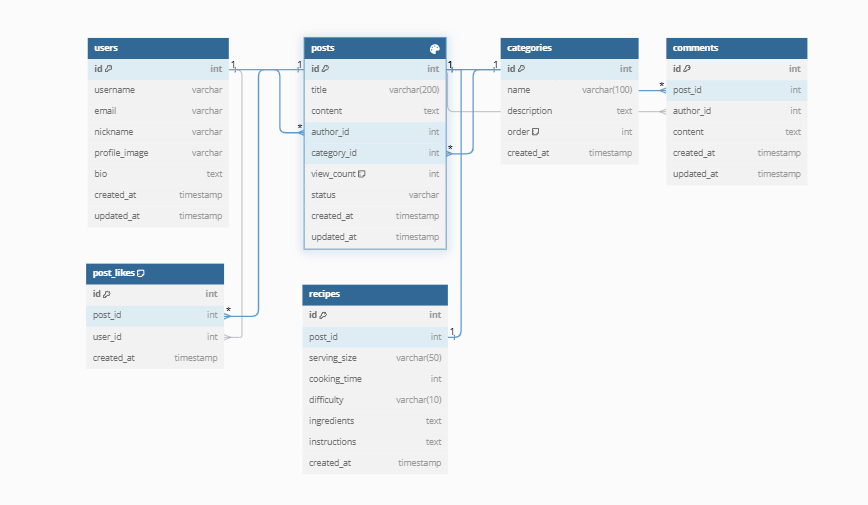 users
id int
username varchar
email varchar
nickname varchar
profile_image varchar
bio text
created_at timestamp
updated_at timestamp
1
posts
1
id int
1
title varchar(200)
content text
* author_id int
category_id int *
view_count int
status varchar
created_at timestamp
updated_at timestamp
categories
1
id int
name varchar(100)
description text
order int
created_at timestamp
comments
id int
* post_id int
author_id int
content text
created_at timestamp
updated_at timestamp
post_likes
id int
post_id int *
user_id int
created_at timestamp
recipes
id int
post_id int 1
serving_size varchar(50)
cooking_time int
difficulty varchar(10)
ingredients text
instructions text
created_at timestamp